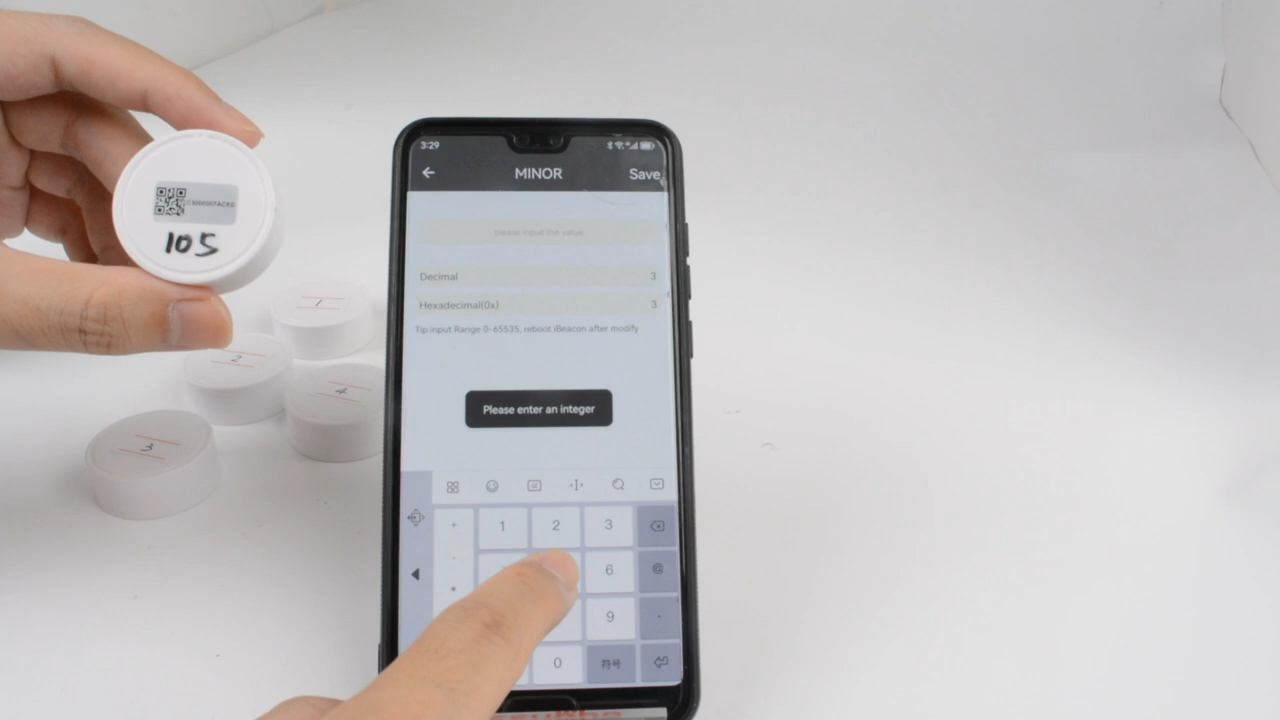 3:29
MINOR
Save
please input the value
Decimal
3
Hexadecimal(0x)
3
Tip:input Range 0-65535, reboot iBeacon after modify
Please enter an integer
+
1
2
3
-
6
@
9
.
0
符号
105
1
2
4
3